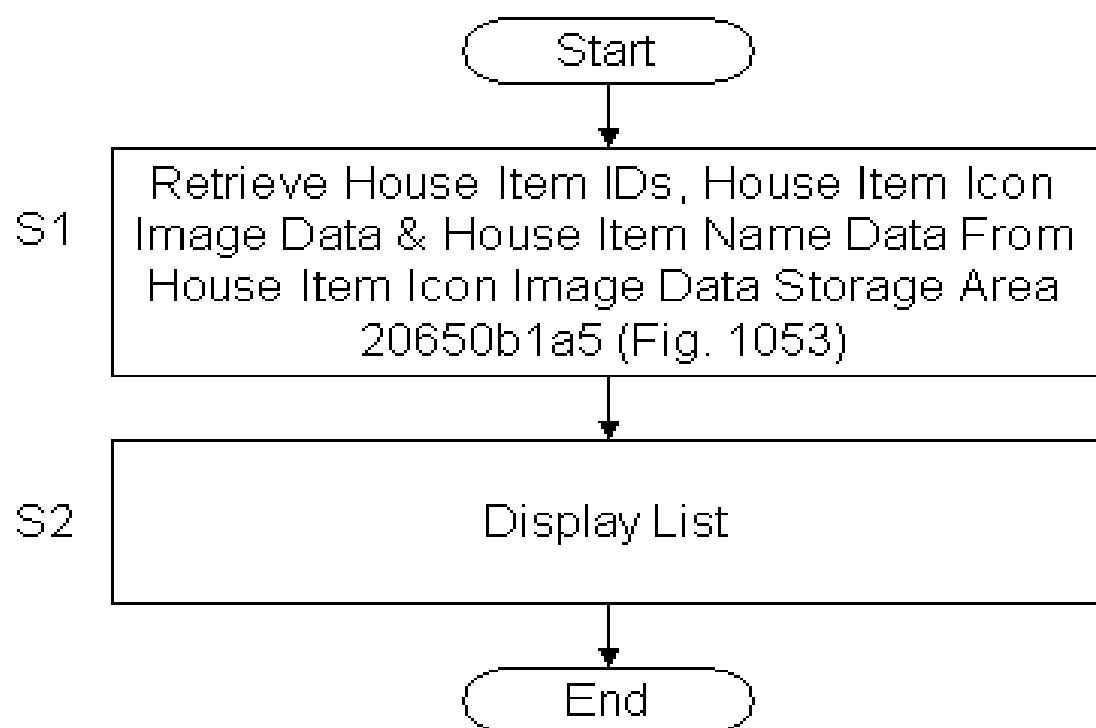 Start
S1
Retrieve House Item IDs, House Item Icon
Image Data & House Item Name Data From
House Item Icon Image Data Storage Area
20650b1a5 (Fig. 1053)
S2
Display List
End